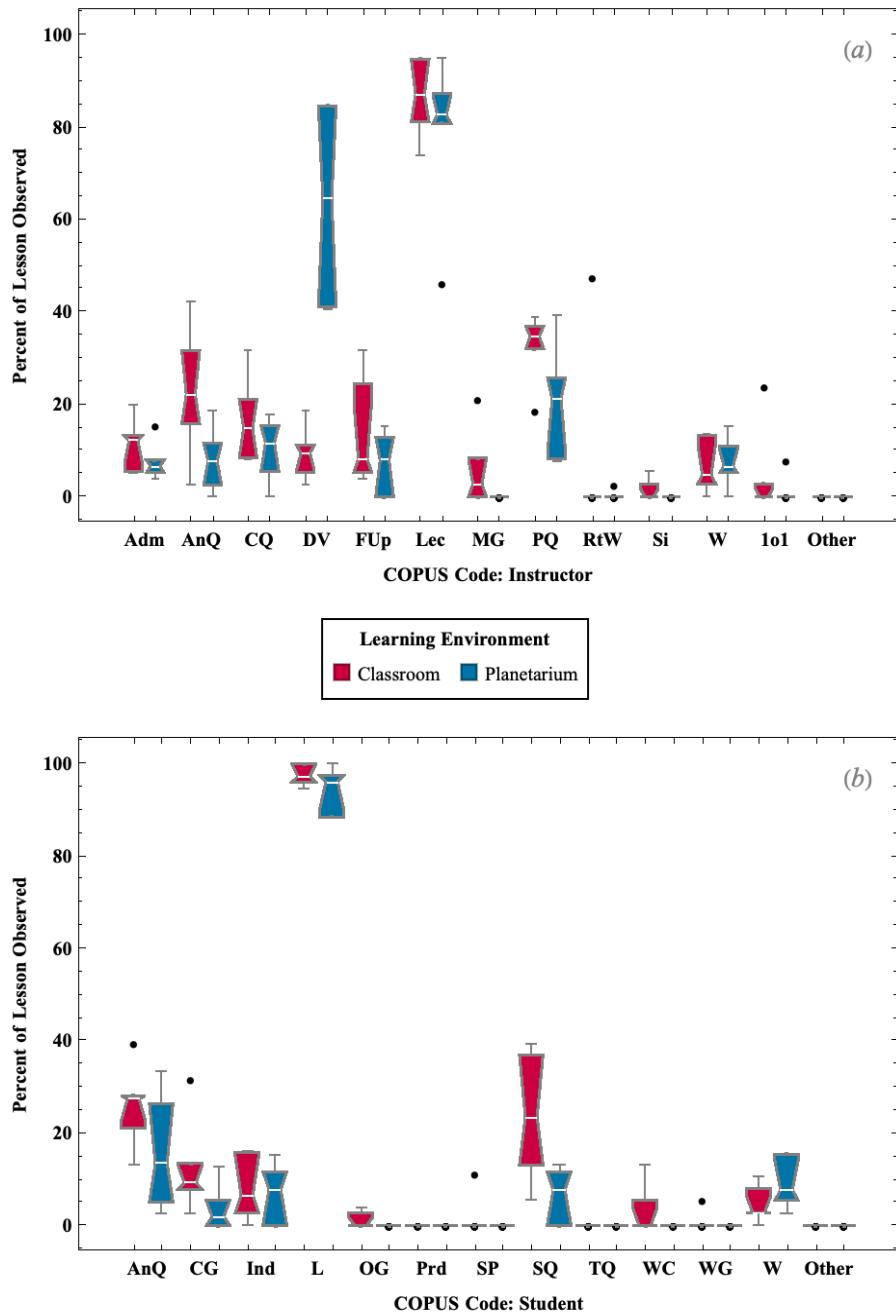 (a)
100
80
60
40
20
0
Percent of Lesson Observed
Adm AnQ CQ DV FUp Lec MG PQ RtW Si W 1o1 Other
COPUS Code: Instructor
Learning Environment
Classroom Planetarium
(b)
100
80
60
40
20
0
Percent of Lesson Observed
AnQ CG Ind L OG Prd SP SQ TQ WC WG W Other
COPUS Code: Student